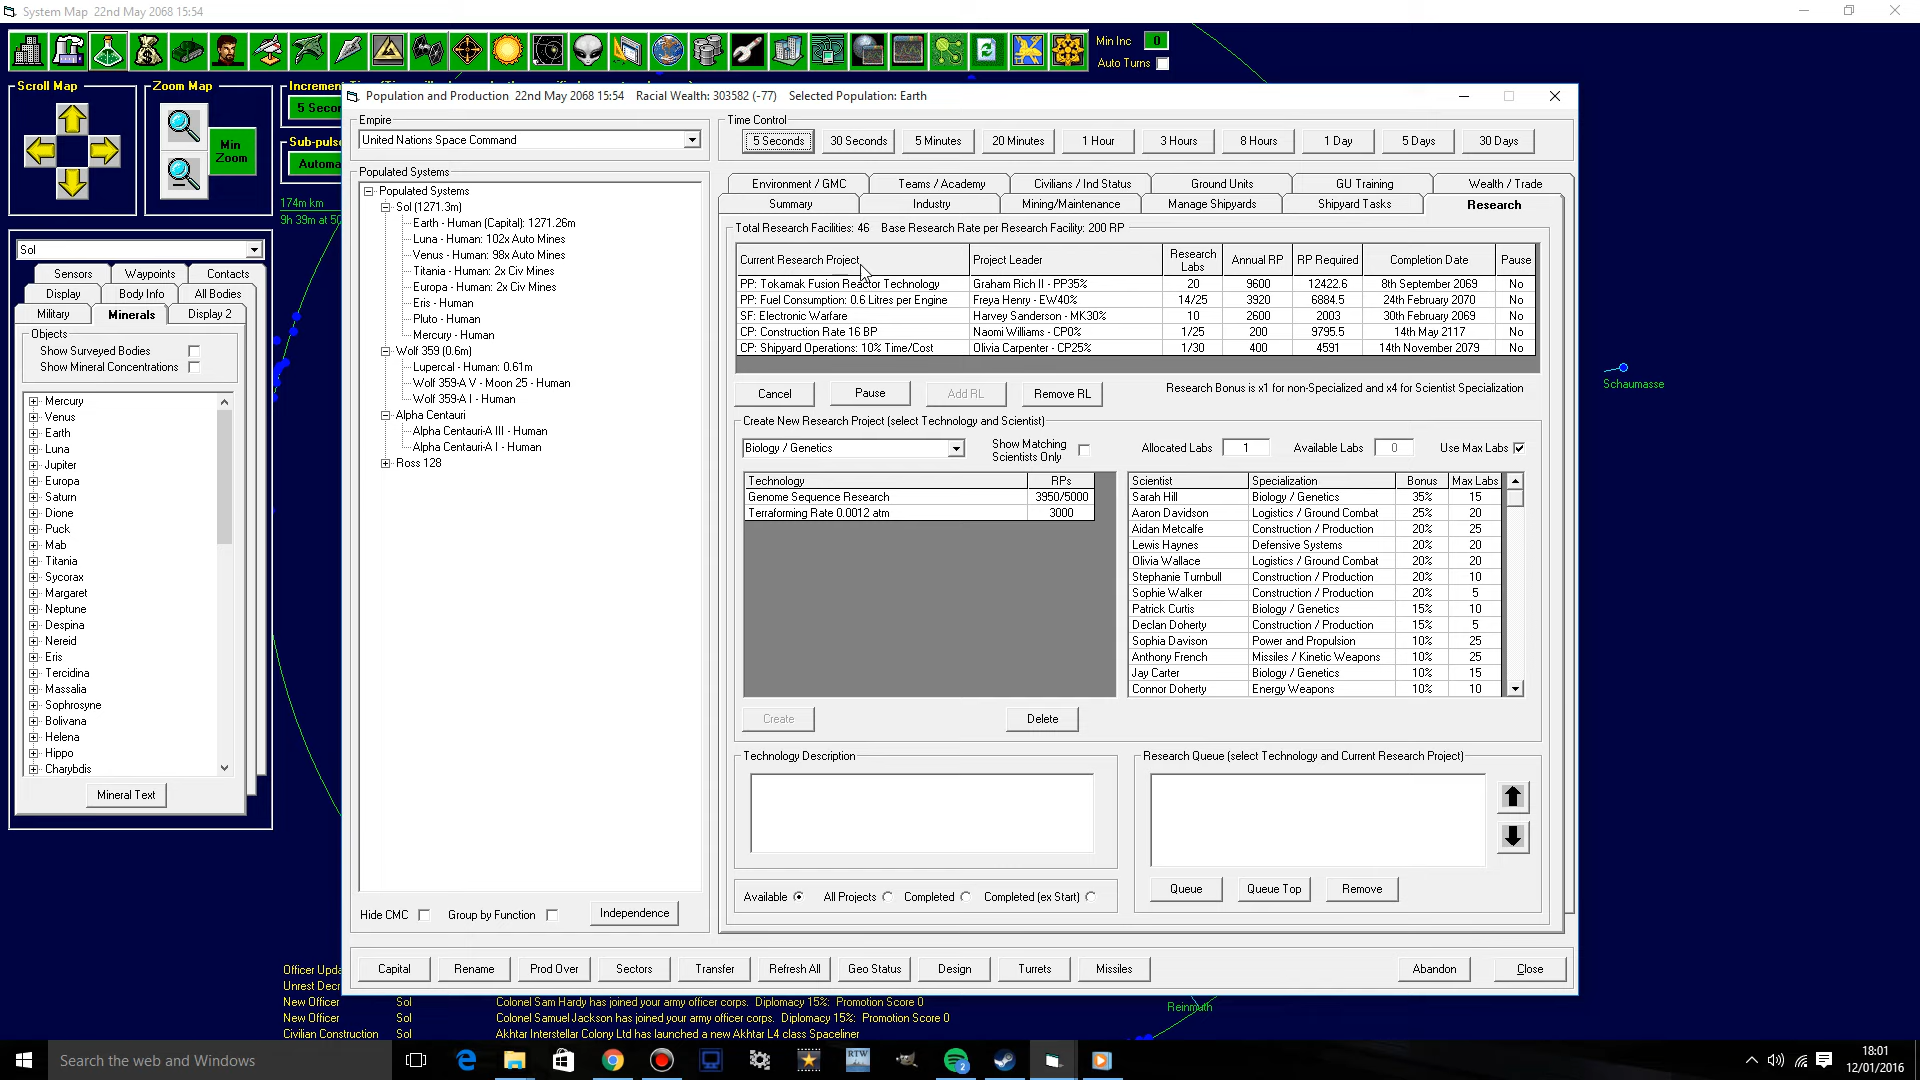 System Map   22nd May 2068 15:54
Min Inc   0
Auto Turns
Scroll Map
Zoom Map
Min
Zoom
Increment
5 Secon
Sub-puls
Automa
174m km
9h 39m at 50
Sol
Sensors   Waypoints   Contacts
Display   Body Info   All Bodies
Military   Minerals   Display 2
Objects
Show Surveyed Bodies
Show Mineral Concentrations
Mercury
Venus
Earth
Luna
Jupiter
Europa
Saturn
Dione
Puck
Mab
Titania
Sycorax
Margaret
Neptune
Despina
Nereid
Eris
Tercidina
Massalia
Sophrosyne
Bolivana
Helena
Hippo
Charybdis
Mineral Text
Population and Production   22nd May 2068 15:54   Racial Wealth: 303582 (-77)   Selected Population: Earth
Empire
United Nations Space Command
Populated Systems
Populated Systems
Sol (1271.3m)
Earth - Human (Capital): 1271.26m
Luna - Human: 102x Auto Mines
Venus - Human: 98x Auto Mines
Titania - Human: 2x Civ Mines
Europa - Human: 2x Civ Mines
Eris - Human
Pluto - Human
Mercury - Human
Wolf 359 (0.6m)
Lupercal - Human: 0.61m
Wolf 359-A V - Moon 25 - Human
Wolf 359-A I - Human
Alpha Centauri
Alpha Centauri-A III - Human
Alpha Centauri-A I - Human
Ross 128
Hide CMC   Group by Function   Independence
Time Control
5 Seconds   30 Seconds   5 Minutes   20 Minutes   1 Hour   3 Hours   8 Hours   1 Day   5 Days   30 Days
Environment / GMC   Teams / Academy   Civilians / Ind Status   Ground Units   GU Training   Wealth / Trade
Summary   Industry   Mining/Maintenance   Manage Shipyards   Shipyard Tasks   Research
Total Research Facilities: 46   Base Research Rate per Research Facility: 200 RP
Current Research Project   Project Leader   Research Labs   Annual RP   RP Required   Completion Date   Pause
PP: Tokamak Fusion Reactor Technology   Graham Rich II - PP35%   20   9600   12422.6   8th September 2069   No
PP: Fuel Consumption: 0.6 Litres per Engine   Freya Henry - EW40%   14/25   3920   6884.5   24th February 2070   No
SF: Electronic Warfare   Harvey Sanderson - MK30%   10   2600   2003   30th February 2069   No
CP: Construction Rate 16 BP   Naomi Williams - CP0%   1/25   200   9795.5   14th May 2117   No
CP: Shipyard Operations: 10% Time/Cost   Olivia Carpenter - CP25%   1/30   400   4591   14th November 2079   No
Cancel   Pause   Add RL   Remove RL   Research Bonus is x1 for non-Specialized and x4 for Scientist Specialization
Create New Research Project (select Technology and Scientist)
Biology / Genetics   Show Matching Scientists Only   Allocated Labs   1   Available Labs   0   Use Max Labs
Technology   RPs
Genome Sequence Research   3950/5000
Terraforming Rate 0.0012 atm   3000
Scientist   Specialization   Bonus   Max Labs
Sarah Hill   Biology / Genetics   35%   15
Aaron Davidson   Logistics / Ground Combat   25%   20
Aidan Metcalfe   Construction / Production   20%   25
Lewis Haynes   Defensive Systems   20%   20
Olivia Wallace   Logistics / Ground Combat   20%   20
Stephanie Turnbull   Construction / Production   20%   10
Sophie Walker   Construction / Production   20%   5
Patrick Curtis   Biology / Genetics   15%   10
Declan Doherty   Construction / Production   15%   5
Sophia Davison   Power and Propulsion   10%   25
Anthony French   Missiles / Kinetic Weapons   10%   25
Jay Carter   Biology / Genetics   10%   15
Connor Doherty   Energy Weapons   10%   10
Create   Delete
Technology Description
Research Queue (select Technology and Current Research Project)
Available   All Projects   Completed   Completed (ex Start)
Queue   Queue Top   Remove
Capital   Rename   Prod Over   Sectors   Transfer   Refresh All   Geo Status   Design   Turrets   Missiles   Abandon   Close
Schaumasse
Reinmuth
Officer Upda
Unrest Decr
New Officer   Sol   Colonel Sam Hardy has joined your army officer corps.  Diplomacy 15%:  Promotion Score 0
New Officer   Sol   Colonel Samuel Jackson has joined your army officer corps.  Diplomacy 15%:  Promotion Score 0
Civilian Construction   Sol   Akhtar Interstellar Colony Ltd has launched a new Akhtar L4 class Spaceliner
Search the web and Windows
RTW
2
18:01
12/01/2016